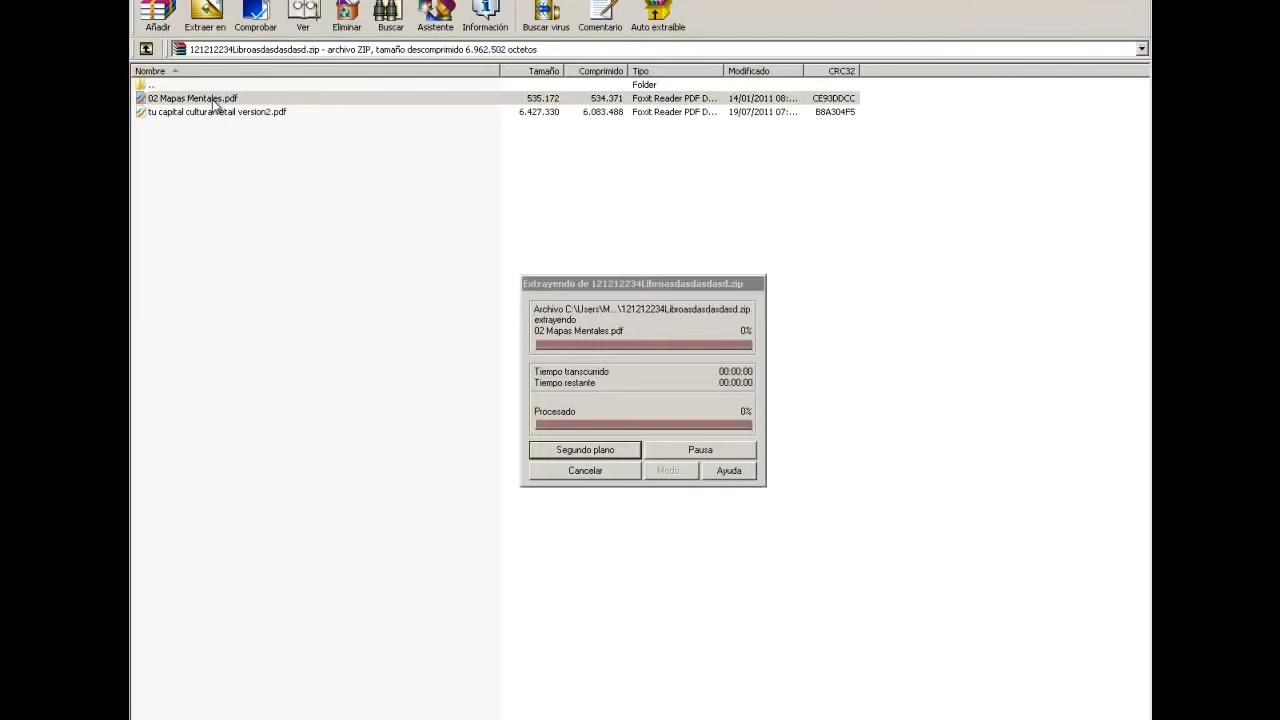 Añadir Extraer en Comprobar Ver Eliminar Buscar Asistente Información Buscar virus Comentario Auto extraíble
121212234Libroasdasdasdasd.zip - archivo ZIP, tamaño descomprimido 6.962.502 octetos
Nombre Tamaño Comprimido Tipo Modificado CRC32
.. Folder
02 Mapas Mentales.pdf 535.172 534.371 Foxit Reader PDF D... 14/01/2011 08:... CE93DDCC
tu capital cultural retail version2.pdf 6.427.330 6.083.488 Foxit Reader PDF D... 19/07/2011 07:... B8A304F5
Extrayendo de 121212234Libroasdasdasdasd.zip
Archivo C:\Users\M...\121212234Libroasdasdasdasd.zip
extrayendo
02 Mapas Mentales.pdf 0%
Tiempo transcurrido 00:00:00
Tiempo restante 00:00:00
Procesado 0%
Segundo plano Pausa
Cancelar Modo... Ayuda